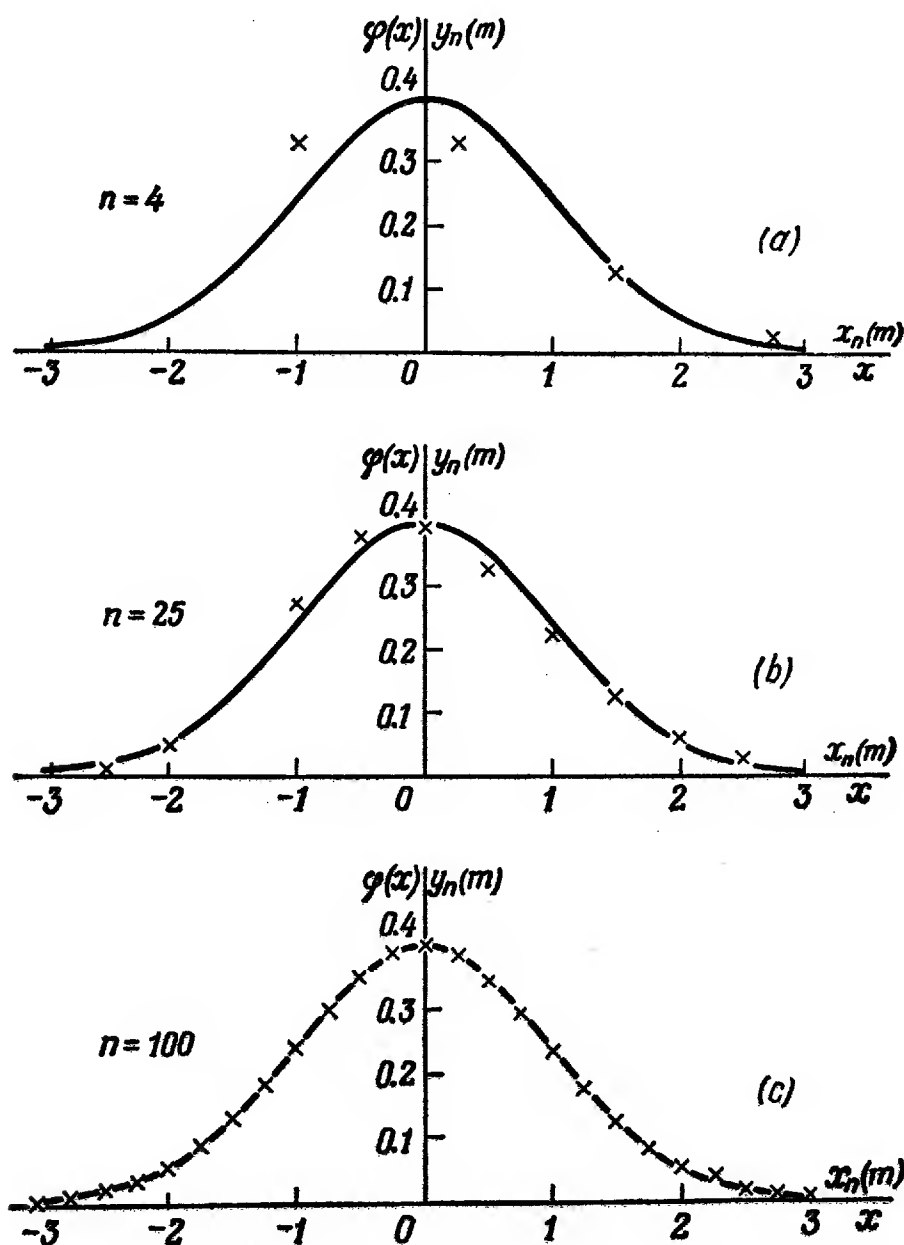 φ(x) yₙ(m)
0.4
0.3
n = 4
0.2
(a)
0.1
xₙ(m)
-3 -2 -1 0 1 2 3 x
φ(x) yₙ(m)
0.4
0.3
n = 25
0.2
(b)
0.1
xₙ(m)
-3 -2 -1 0 1 2 3 x
φ(x) yₙ(m)
0.4
0.3
n = 100
0.2
(c)
0.1
xₙ(m)
-3 -2 -1 0 1 2 3 x